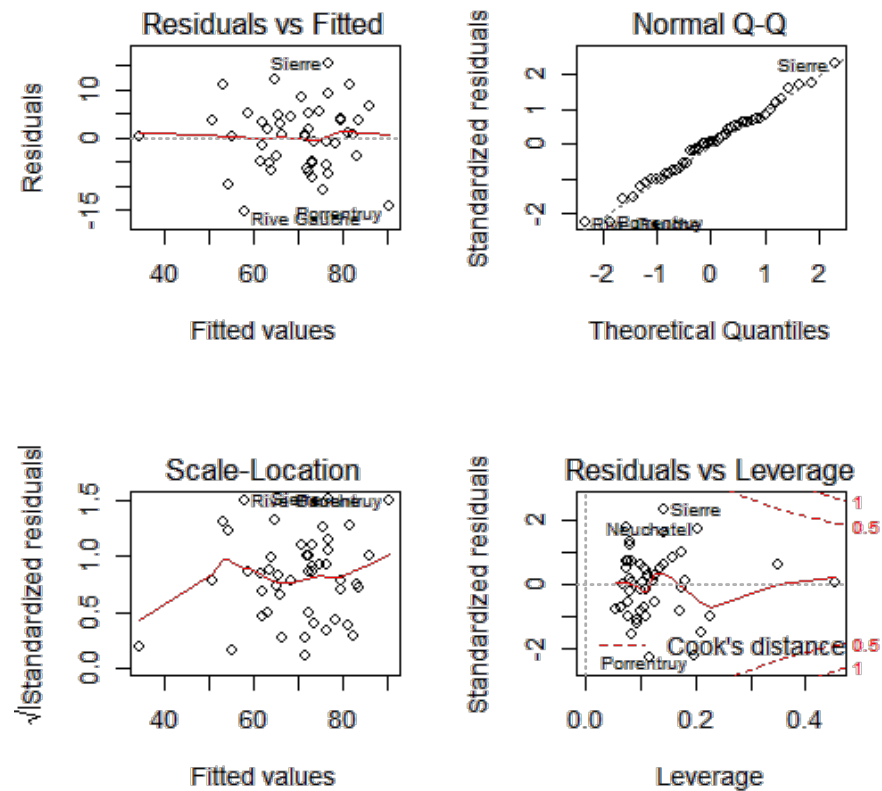 Residuals vs Fitted
Residuals
10
0
-15
Sierre
Rive Gauche
Porrentruy
40
60
80
Fitted values
Normal Q-Q
Standardized residuals
2
1
0
-2
Sierre
Porrentruy
-2
-1
0
1
2
Theoretical Quantiles
Scale-Location
√|Standardized residuals|
1.5
1.0
0.5
0.0
40
60
80
Fitted values
Residuals vs Leverage
Standardized residuals
2
0
-2
Sierre
Neuchatel
Porrentruy
Cook's distance
1
0.5
0.5
1
0.0
0.2
0.4
Leverage